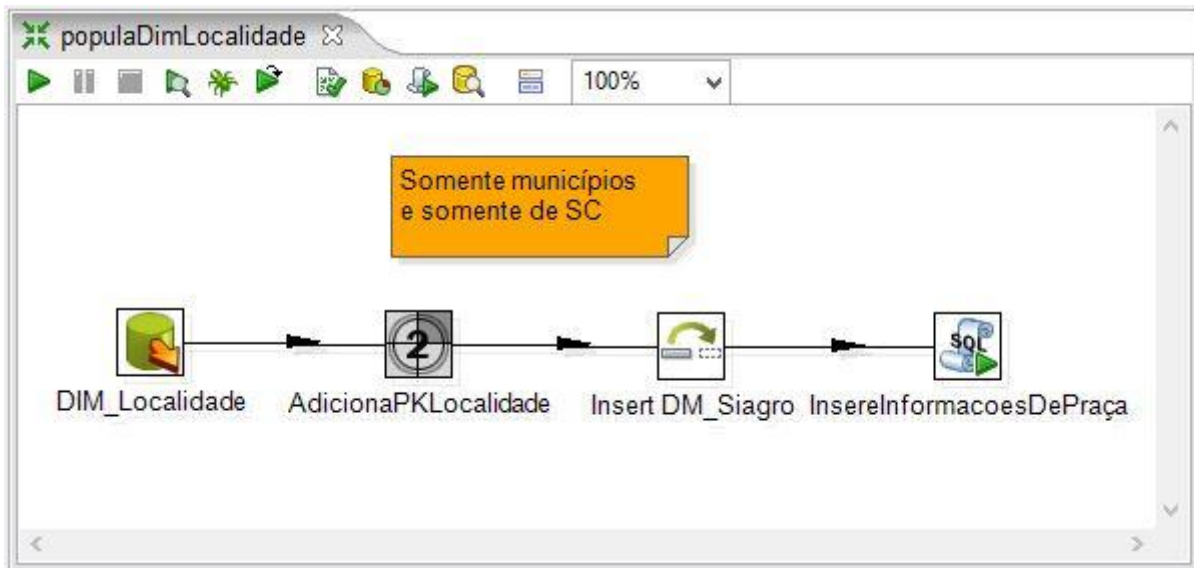 populaDimLocalidade
100%
Somente municípios
e somente de SC
2
SQL
DIM_Localidade AdicionaPKLocalidade Insert DM_Siagro InsereInformacoesDePraça